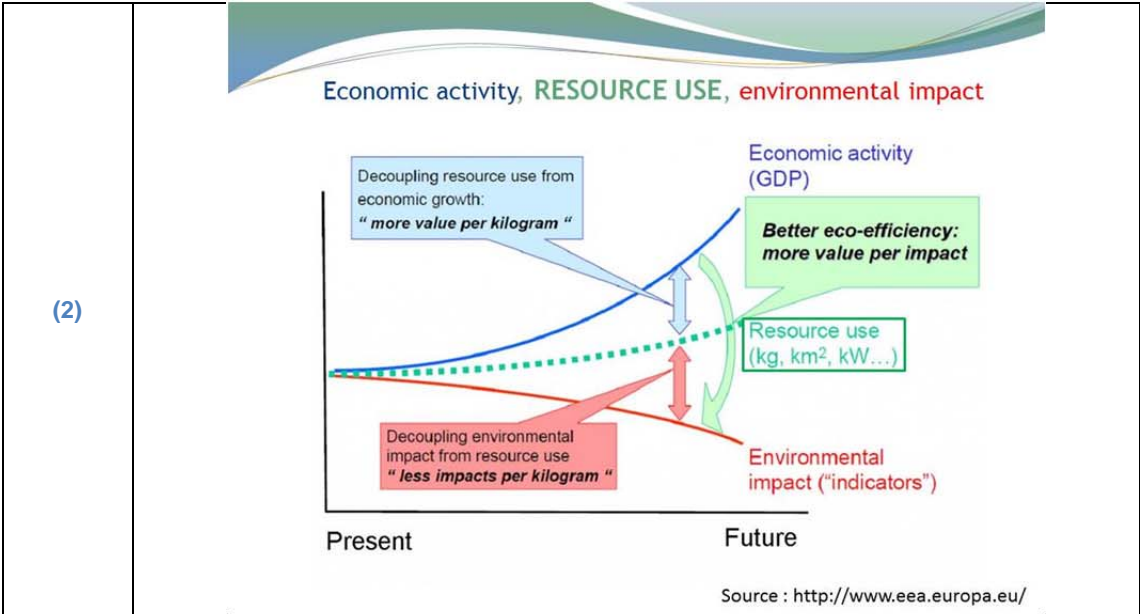 (2)
Economic activity, RESOURCE USE, environmental impact
Economic activity
(GDP)
Decoupling resource use from
economic growth:
“ more value per kilogram “
Better eco-efficiency:
more value per impact
Resource use
(kg, km², kW…)
Decoupling environmental
impact from resource use
“ less impacts per kilogram “
Environmental
impact (“indicators”)
Present
Future
Source : http://www.eea.europa.eu/